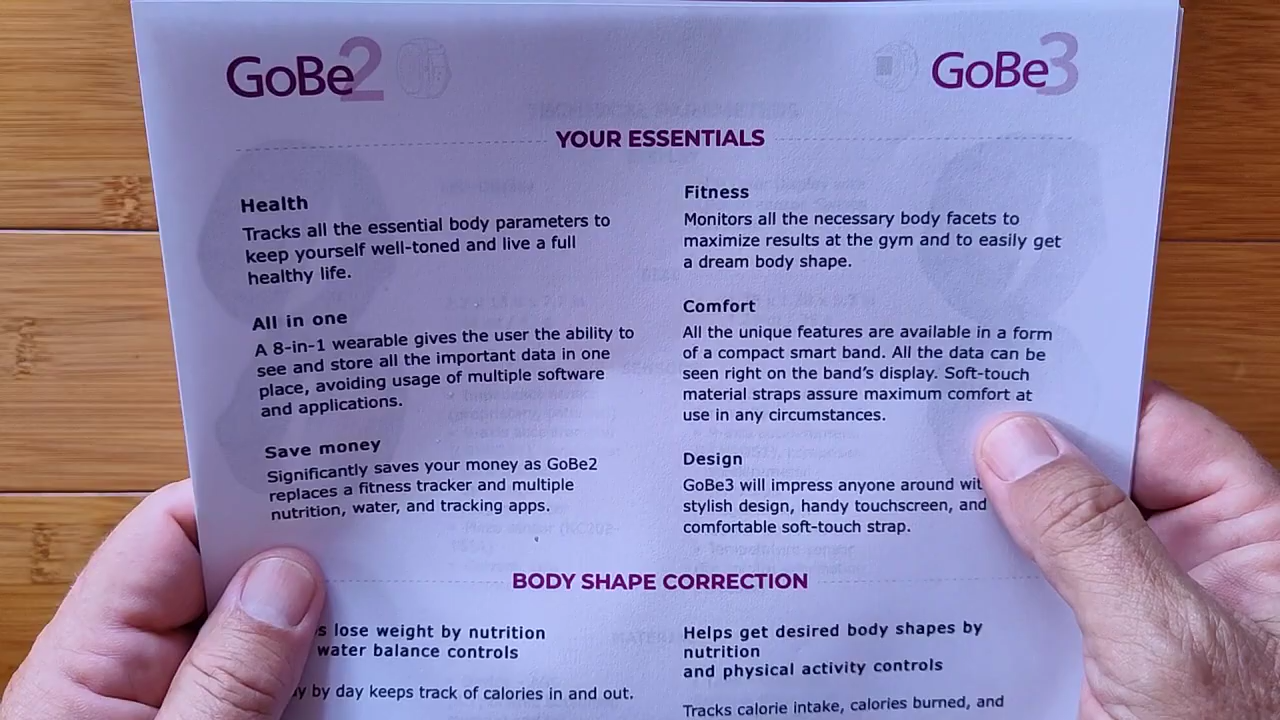 GoBe2
GoBe3
YOUR ESSENTIALS
Health
Tracks all the essential body parameters to
keep yourself well-toned and live a full
healthy life.
All in one
A 8-in-1 wearable gives the user the ability to
see and store all the important data in one
place, avoiding usage of multiple software
and applications.
Save money
Significantly saves your money as GoBe2
replaces a fitness tracker and multiple
nutrition, water, and tracking apps.
Fitness
Monitors all the necessary body facets to
maximize results at the gym and to easily get
a dream body shape.
Comfort
All the unique features are available in a form
of a compact smart band. All the data can be
seen right on the band's display. Soft-touch
material straps assure maximum comfort at
use in any circumstances.
Design
GoBe3 will impress anyone around
stylish design, handy touchscreen, and
comfortable soft-touch strap.
BODY SHAPE CORRECTION
lose weight by nutrition
water balance controls
by day keeps track of calories in and out.
Helps get desired body shapes by
nutrition
and physical activity controls
Tracks calorie intake, calories burned, and